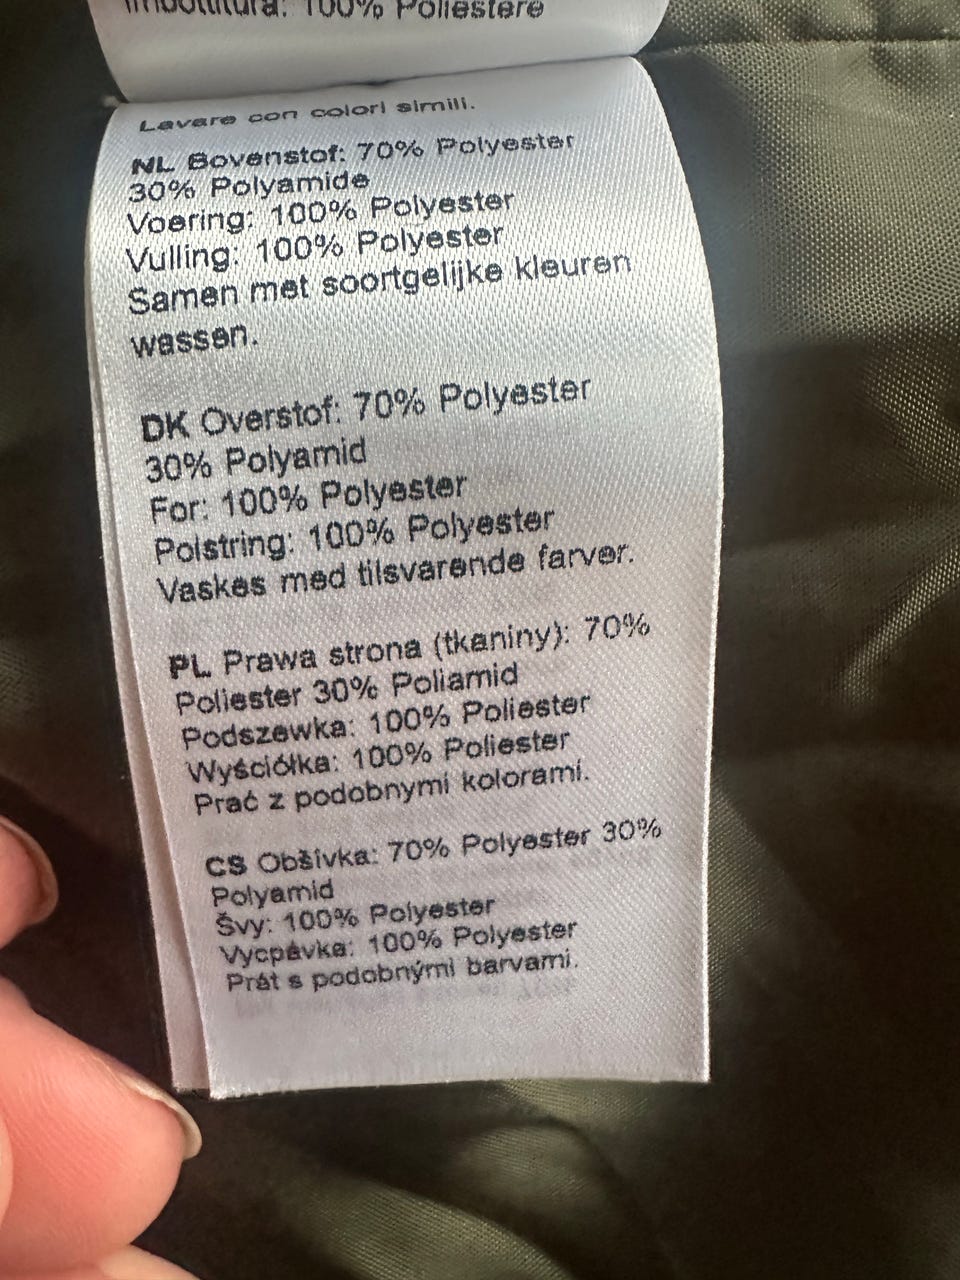 Imbottitura: 100% Poliestere
Lavare con colori simili.
NL Bovenstof: 70% Polyester
30% Polyamide
Voering: 100% Polyester
Vulling: 100% Polyester
Samen met soortgelijke kleuren
wassen.
DK Overstof: 70% Polyester
30% Polyamid
For: 100% Polyester
Polstring: 100% Polyester
Vaskes med tilsvarende farver.
PL Prawa strona (tkaniny): 70%
Poliester 30% Poliamid
Podszewka: 100% Poliester
Wyściółka: 100% Poliester
Prać z podobnymi kolorami.
CS Obšívka: 70% Polyester 30%
Polyamid
Švy: 100% Polyester
Vycpávka: 100% Polyester
Prát s podobnými barvami.